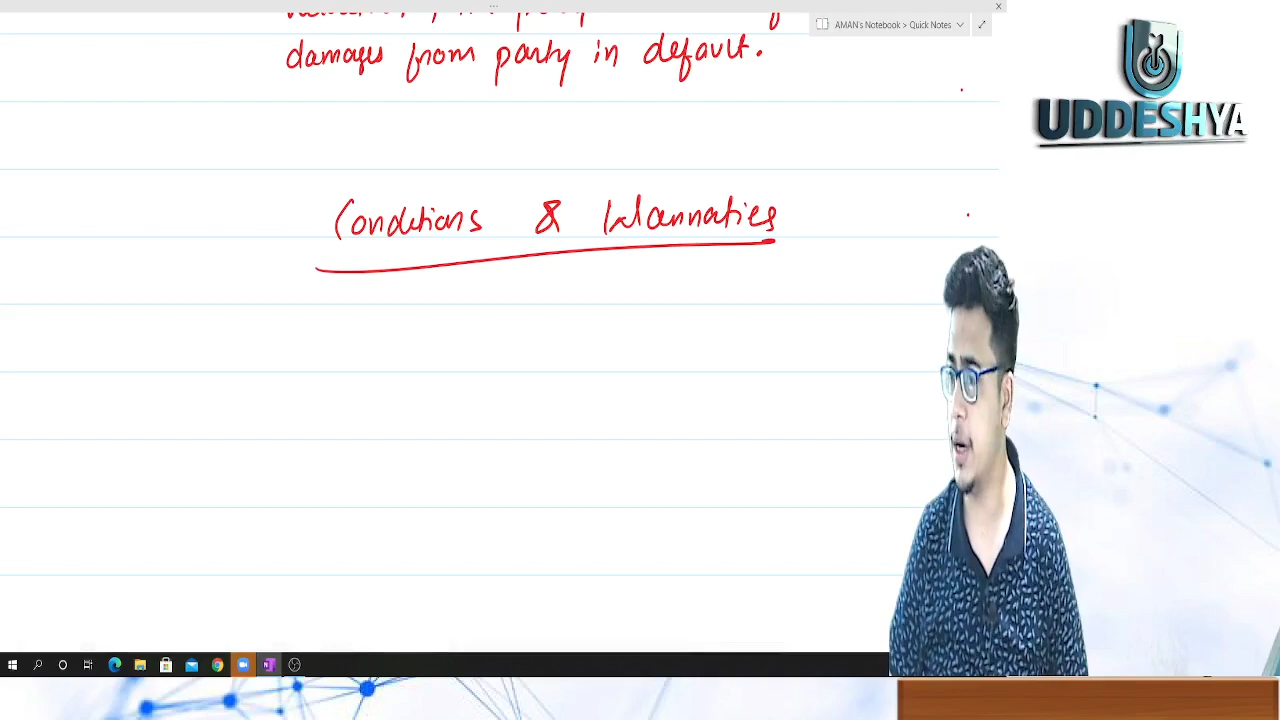 AMAN's Notebook > Quick Notes
damages from party in default.
UDDESHYA
Conditions & Warranties